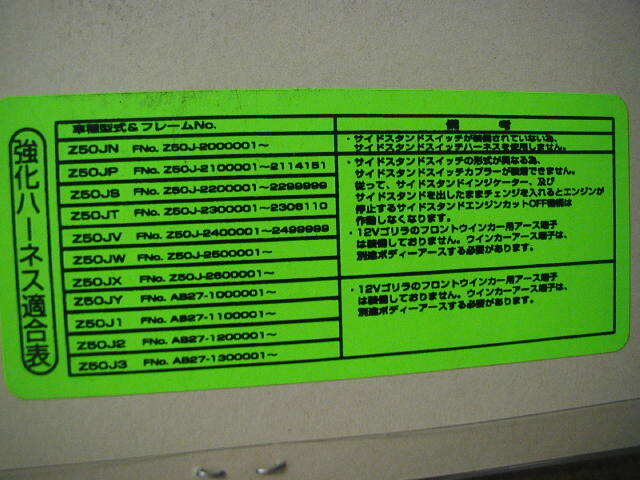 強化ハーネス適合表
車種型式＆フレームNo.
備考
Z50JN FNo. Z50J-2000001～
・サイドスタンドスイッチが装備されていない為、
サイドスタンドスイッチハーネスは使用しません。
Z50JP FNo. Z50J-2100001～2114151
Z50JS FNo. Z50J-2200001～2299999
Z50JT FNo. Z50J-2300001～2306110
Z50JV FNo. Z50J-2400001～2499999
Z50JW FNo. Z50J-2500001～
Z50JX FNo. Z50J-2600001～
・サイドスタンドスイッチの形式が異なる為、
サイドスタンドスイッチカプラーが接続できません。
従って、サイドスタンドインジケーター、及び
サイドスタンドを出したままチェンジを入れるとエンジンが
停止するサイドスタンドエンジンカットOFF機構は
作動しなくなります。
・12Vゴリラのフロントウインカー用アース端子
は装備しておりません。ウインカーアース端子は、
別途ボディーアースする必要があります。
Z50JY FNo. AB27-1000001～
Z50J1 FNo. AB27-1100001～
Z50J2 FNo. AB27-1200001～
Z50J3 FNo. AB27-1300001～
・12Vゴリラのフロントウインカー用アース端子
は装備しておりません。ウインカーアース端子は、
別途ボディーアースする必要があります。